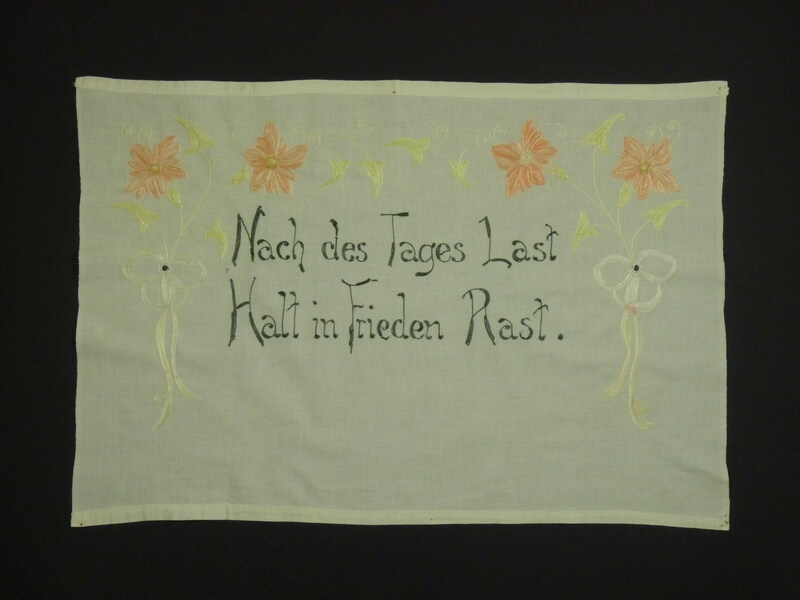 Nach des Tages Last
Halt in Frieden Rast.